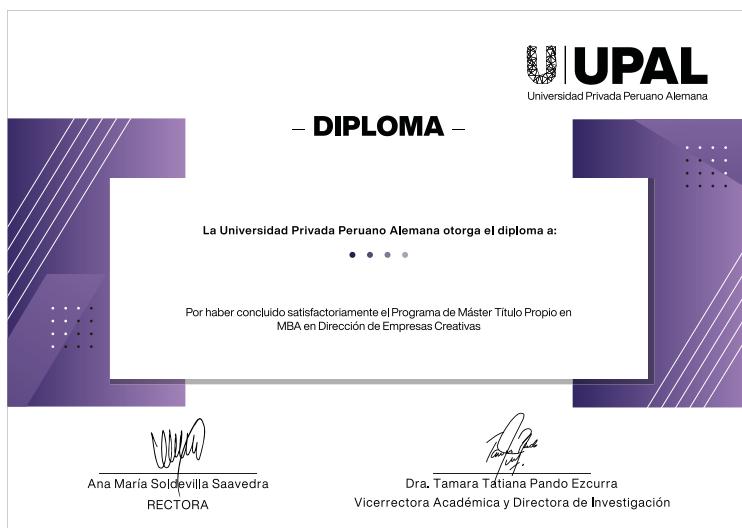 UPAL
Universidad Privada Peruano Alemana
– DIPLOMA –
La Universidad Privada Peruano Alemana otorga el diploma a:
Por haber concluido satisfactoriamente el Programa de Máster Título Propio en
MBA en Dirección de Empresas Creativas
Ana María Soldevilla Saavedra
RECTORA
Dra. Tamara Tatiana Pando Ezcurra
Vicerrectora Académica y Directora de Investigación